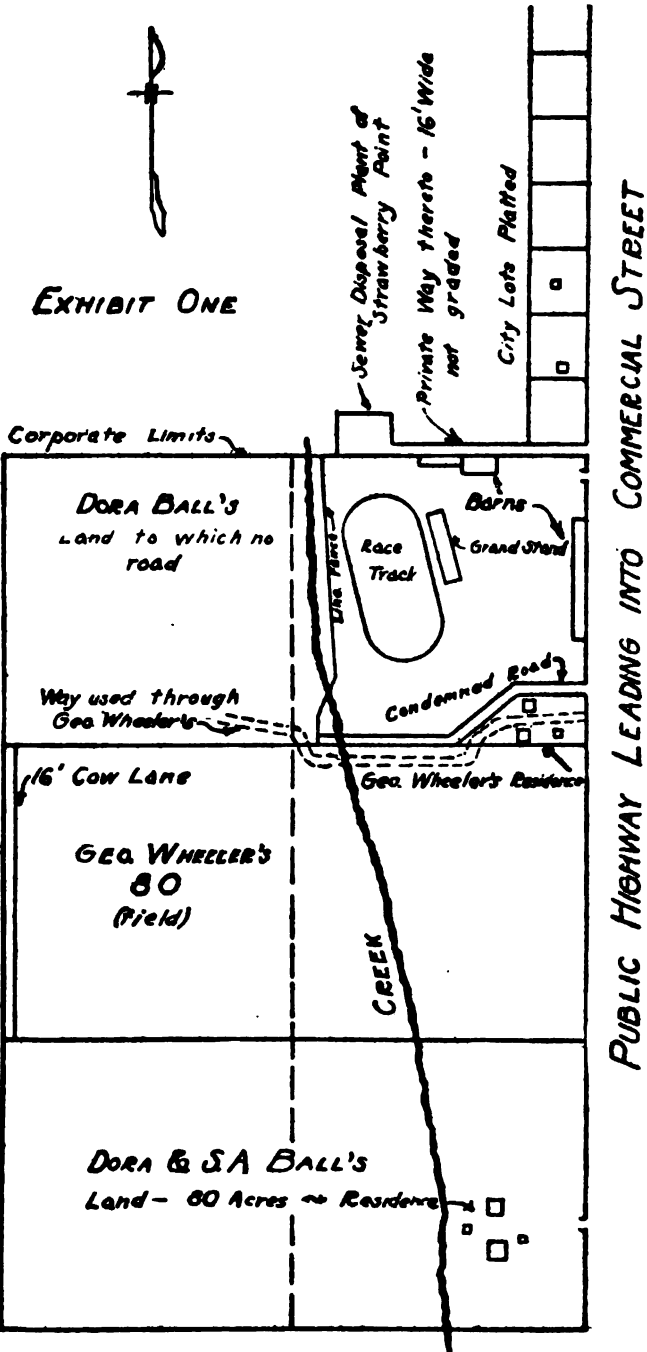 EXHIBIT ONE
Sewer Disposal Plant of
Strawberry Point
Private Way thereto - 16' Wide
not graded
City Lots Platted
Corporate Limits
DORA BALL'S
Land to which no
road
Line Fence
Race
Track
Grand Stand
Barns
Condemned Road
Way used through
Geo. Wheeler's
16' Cow Lane
Geo. Wheeler's Residence
GEO. WHEELER'S
80
(Field)
CREEK
DORA & S.A BALL'S
Land - 80 Acres Residence
PUBLIC HIGHWAY LEADING INTO COMMERCIAL STREET